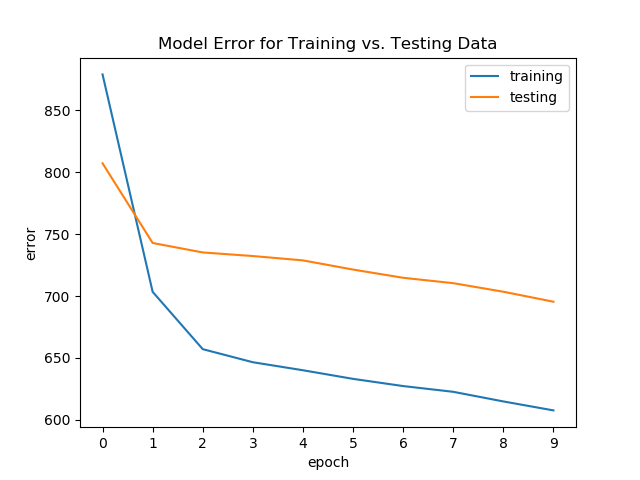 Model Error for Training vs. Testing Data
training
testing
850
800
750
700
650
600
error
0 1 2 3 4 5 6 7 8 9
epoch